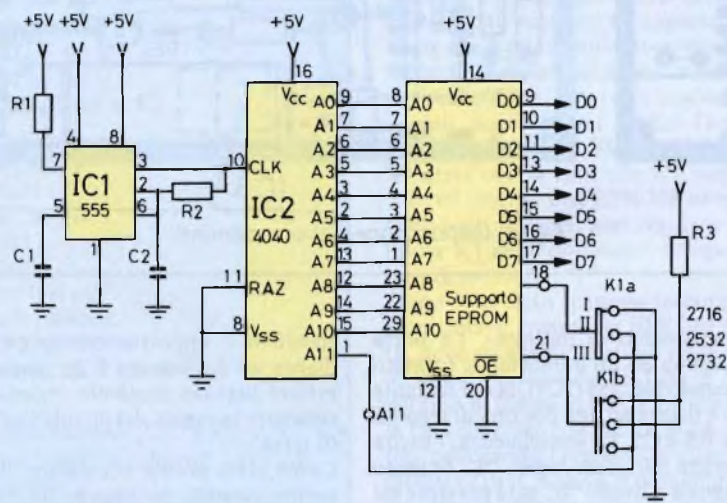 +5V +5V +5V
+5V
+5V
R1
4
8
7
IC1
555
3
2
6
5
1
C1
C2
R2
16
Vcc
10 CLK
IC2
4040
11 RAZ
8 Vss
A0 9
A1 7
A2 6
A3 5
A4 3
A5 2
A6 4
A7 13
A8 12
A9 14
A10 15
A11 1
14
Vcc
8 A0
7 A1
6 A2
5 A3
4 A4
3 A5
2 A6
1 A7
23 A8
22 A9
29 A10
D0 9 D0
D1 10 D1
D2 11 D2
D3 13 D3
D4 14 D4
D5 15 D5
D6 16 D6
D7 17 D7
18
Supporto
EPROM
21
Vss
12
OE
20
A11
+5V
R3
K1a
I
II
III
2716
2532
2732
K1b